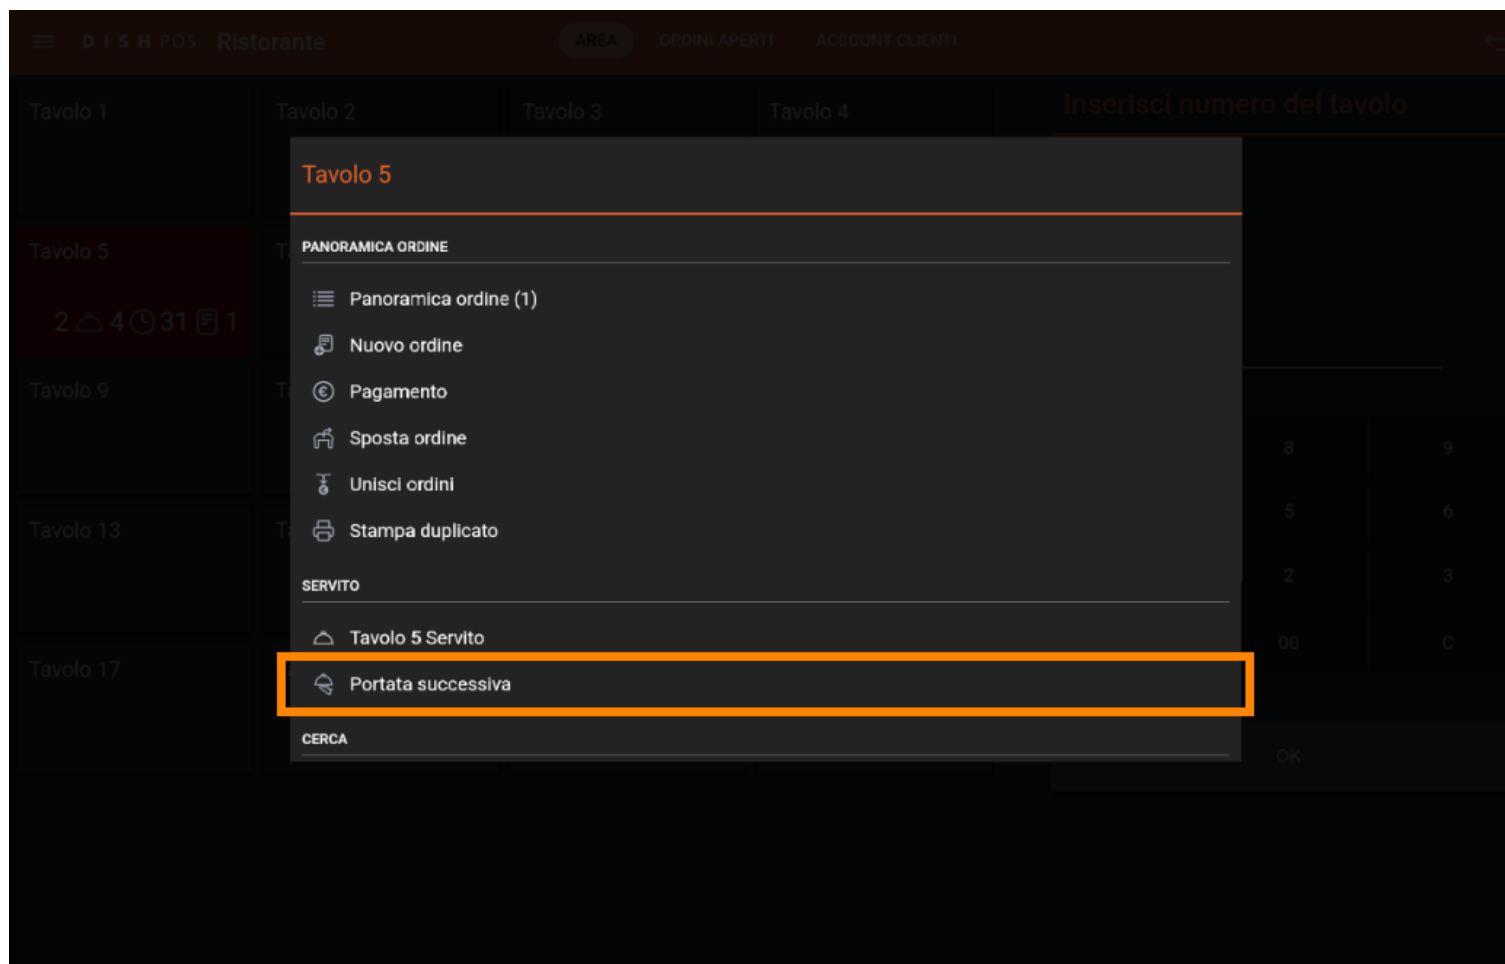 DISH POS Ristorante AREA ORDINI APERTI ACCOUNT CLIENTI
Tavolo 1 Tavolo 2 Tavolo 3 Tavolo 4 Inserisci numero del tavolo
Tavolo 5
PANORAMICA ORDINE
Tavolo 5
Panoramica ordine (1)
2 4 31 1
Nuovo ordine
Tavolo 9
Pagamento
Sposta ordine
8 9
Unisci ordini
5 6
Tavolo 13
Stampa duplicato
2 3
SERVITO
Tavolo 5 Servito
00 C
Tavolo 17
Portata successiva
CERCA
OK